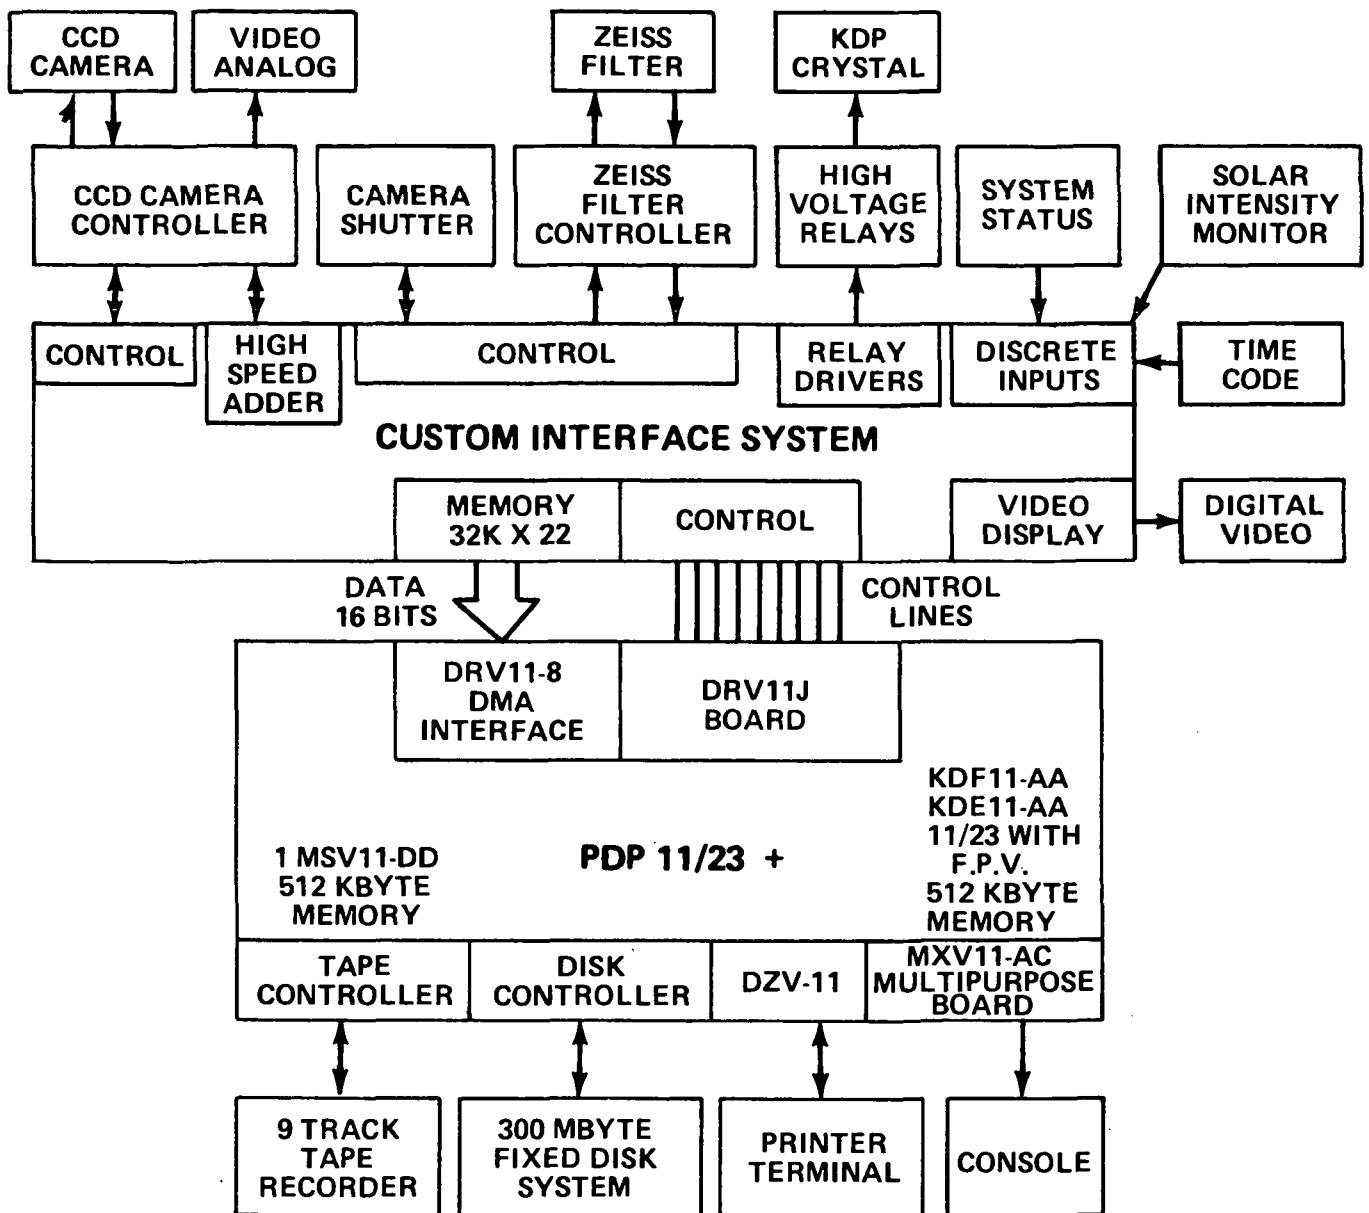 CCD
CAMERA
VIDEO
ANALOG
ZEISS
FILTER
KDP
CRYSTAL
CCD CAMERA
CONTROLLER
CAMERA
SHUTTER
ZEISS
FILTER
CONTROLLER
HIGH
VOLTAGE
RELAYS
SYSTEM
STATUS
SOLAR
INTENSITY
MONITOR
CONTROL
HIGH
SPEED
ADDER
CONTROL
RELAY
DRIVERS
DISCRETE
INPUTS
TIME
CODE
CUSTOM INTERFACE SYSTEM
MEMORY
32K X 22
CONTROL
VIDEO
DISPLAY
DIGITAL
VIDEO
DATA
16 BITS
CONTROL
LINES
DRV11-8
DMA
INTERFACE
DRV11J
BOARD
KDF11-AA
KDE11-AA
11/23 WITH
F.P.V.
512 KBYTE
MEMORY
1 MSV11-DD
512 KBYTE
MEMORY
PDP 11/23 +
TAPE
CONTROLLER
DISK
CONTROLLER
DZV-11
MXV11-AC
MULTIPURPOSE
BOARD
9 TRACK
TAPE
RECORDER
300 MBYTE
FIXED DISK
SYSTEM
PRINTER
TERMINAL
CONSOLE